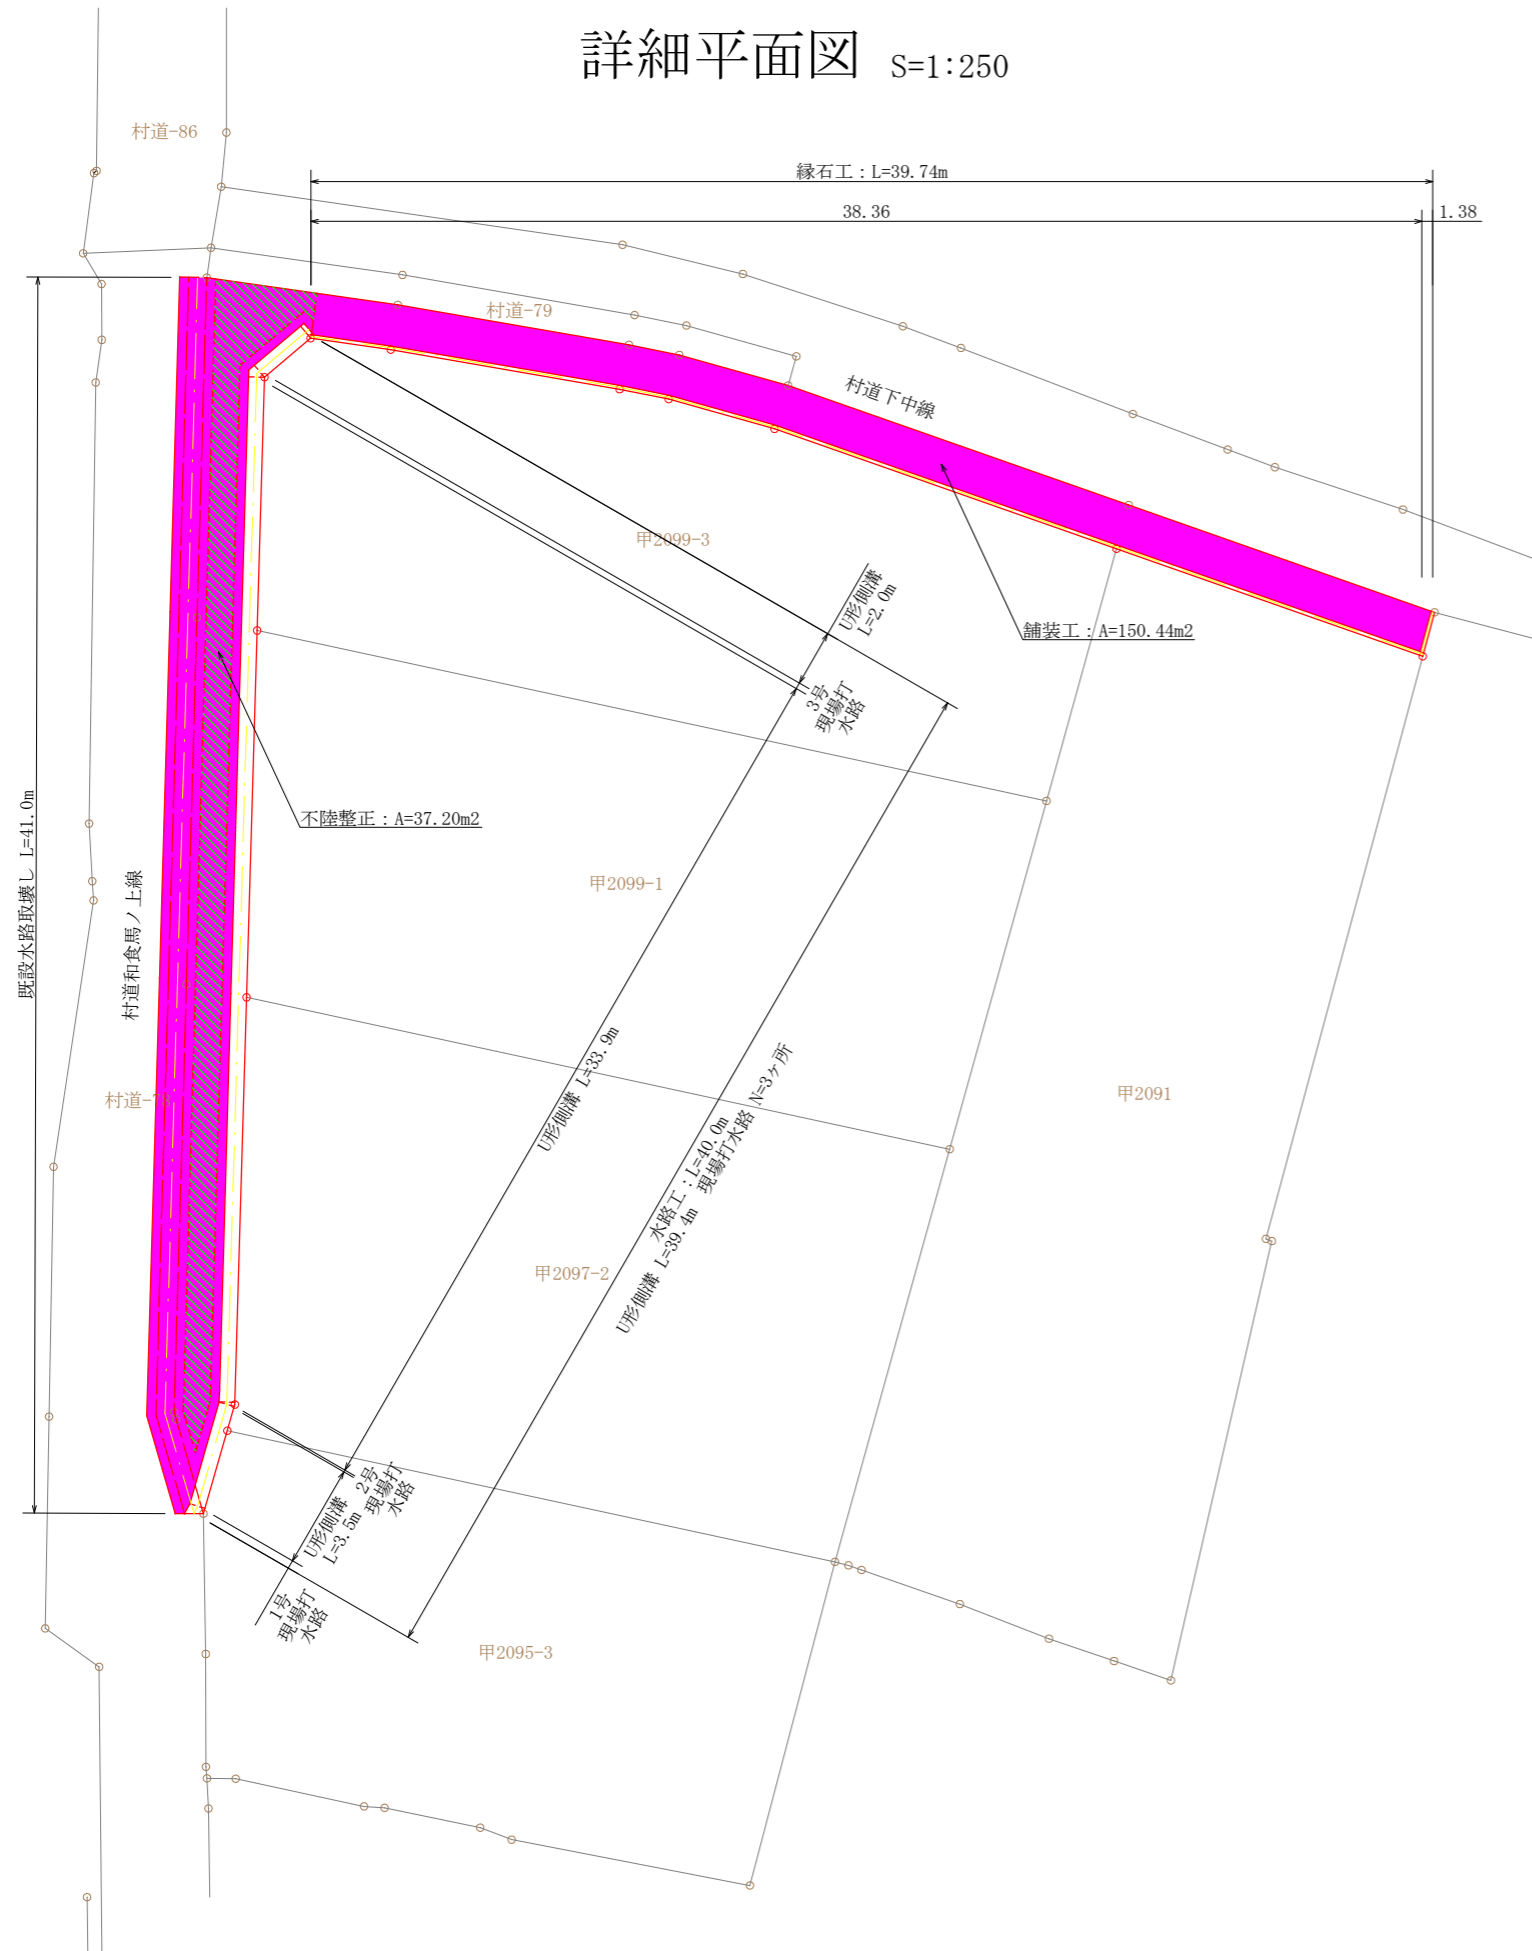 詳細平面図 S=1:250
村道-86
縁石工：L=39.74m
38.36
1.38
村道-79
村道下中線
甲2099-3
U形側溝
L=2.0m
舗装工：A=150.44m2
3号
現場打
水路
不陸整正：A=37.20m2
既設水路取壊し L=41.0m
村道和食馬ノ上線
甲2099-1
U形側溝 L=33.9m
水路工：L=40.0m
U形側溝 L=39.4m 現場打水路 N=3ヶ所
甲2091
村道-7
甲2097-2
2号
現場打
水路
U形側溝
L=3.5m
1号
現場打
水路
甲2095-3